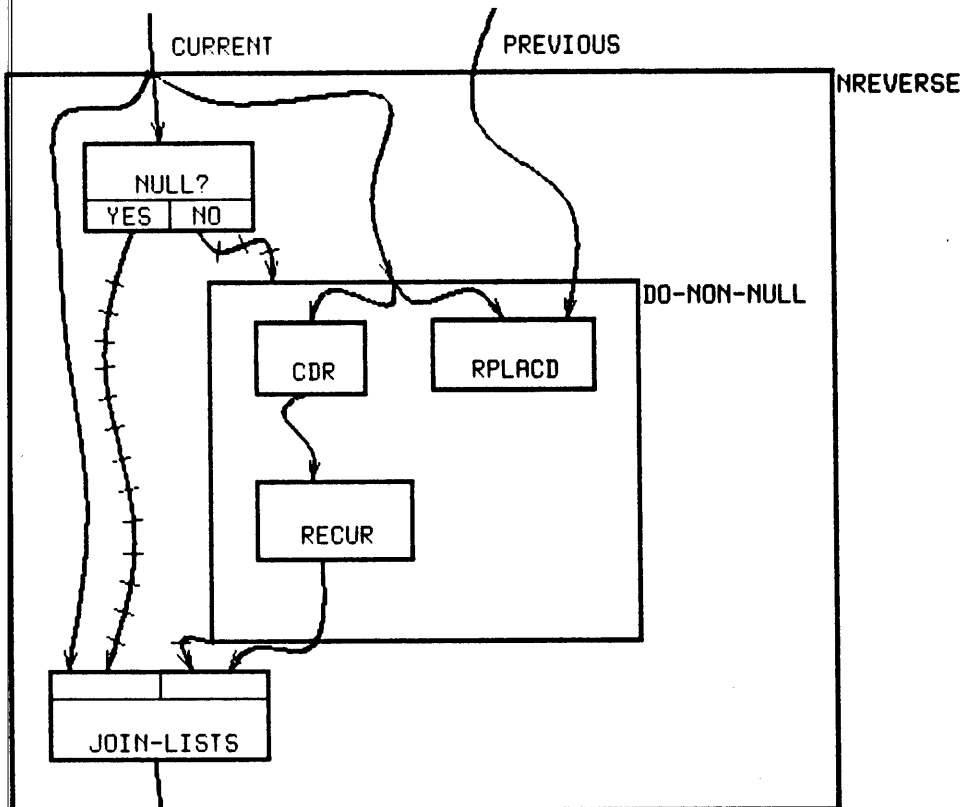 CURRENT
PREVIOUS
NREVERSE
NULL?
YES
NO
DO-NON-NULL
CDR
RPLACD
RECUR
JOIN-LISTS